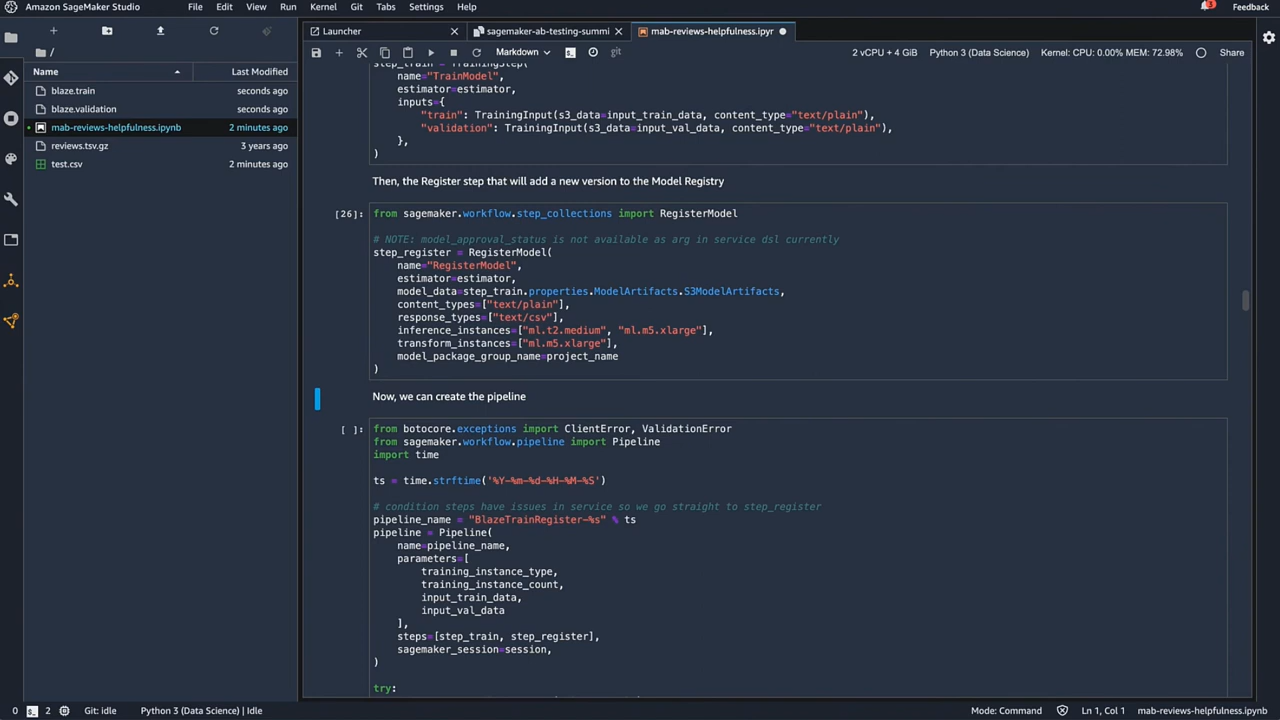 Amazon SageMaker Studio
File Edit View Run Kernel Git Tabs Settings Help
3
Feedback
Launcher
sagemaker-ab-testing-summi
mab-reviews-helpfulness.ipyr
Markdown
git
2 vCPU + 4 GiB
Python 3 (Data Science)
Kernel: CPU: 0.00% MEM: 72.98%
Share
/
Name Last Modified
blaze.train seconds ago
blaze.validation seconds ago
mab-reviews-helpfulness.ipynb 2 minutes ago
reviews.tsv.gz 3 years ago
test.csv 2 minutes ago
step_train = TrainingStep(
name="TrainModel",
estimator=estimator,
inputs={
"train": TrainingInput(s3_data=input_train_data, content_type="text/plain"),
"validation": TrainingInput(s3_data=input_val_data, content_type="text/plain"),
},
)
Then, the Register step that will add a new version to the Model Registry
[26]: from sagemaker.workflow.step_collections import RegisterModel
# NOTE: model_approval_status is not available as arg in service dsl currently
step_register = RegisterModel(
name="RegisterModel",
estimator=estimator,
model_data=step_train.properties.ModelArtifacts.S3ModelArtifacts,
content_types=["text/plain"],
response_types=["text/csv"],
inference_instances=["ml.t2.medium", "ml.m5.xlarge"],
transform_instances=["ml.m5.xlarge"],
model_package_group_name=project_name
)
Now, we can create the pipeline
[ ]: from botocore.exceptions import ClientError, ValidationError
from sagemaker.workflow.pipeline import Pipeline
import time
ts = time.strftime('%Y-%m-%d-%H-%M-%S')
# condition steps have issues in service so we go straight to step_register
pipeline_name = "BlazeTrainRegister-%s" % ts
pipeline = Pipeline(
name=pipeline_name,
parameters=[
training_instance_type,
training_instance_count,
input_train_data,
input_val_data
],
steps=[step_train, step_register],
sagemaker_session=session,
)
try:
0
2
Git: idle
Python 3 (Data Science) | Idle
Mode: Command
Ln 1, Col 1
mab-reviews-helpfulness.ipynb